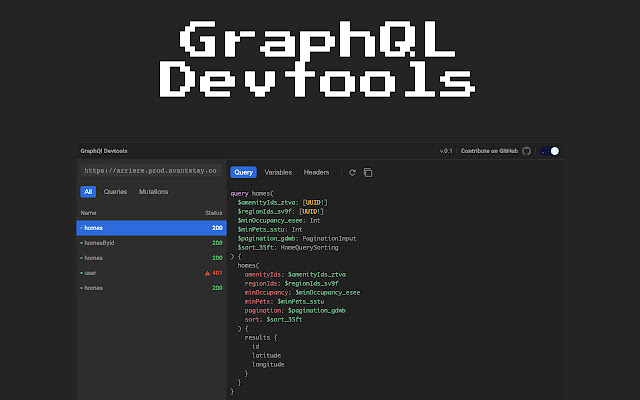 GraphQL
Devtools
GraphQl Devtools
v.0.1
Contribute on GitHub
https://arriere.prod.avantstay.co
All
Queries
Mutations
Name
Status
homes
200
homesById
200
homes
200
user
401
homes
200
Query
Variables
Headers
query homes(
$amenityIds_ztva: [UUID!]
$regionIds_sv9f: [UUID!]
$minOccupancy_esee: Int
$minPets_sstu: Int
$pagination_gdwb: PaginationInput
$sort_35ft: HomeQuerySorting
) {
homes(
amenityIds: $amenityIds_ztva
regionIds: $regionIds_sv9f
minOccupancy: $minOccupancy_esee
minPets: $minPets_sstu
pagination: $pagination_gdwb
sort: $sort_35ft
) {
results {
id
latitude
longitude
}
}
}